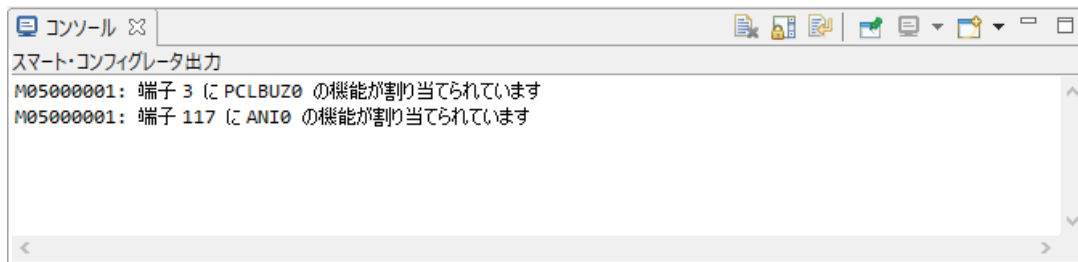 コンソール
スマート・コンフィグレータ出力
M05000001: 端子 3 に PCLBUZ0 の機能が割り当てられています
M05000001: 端子 117 に ANI0 の機能が割り当てられています